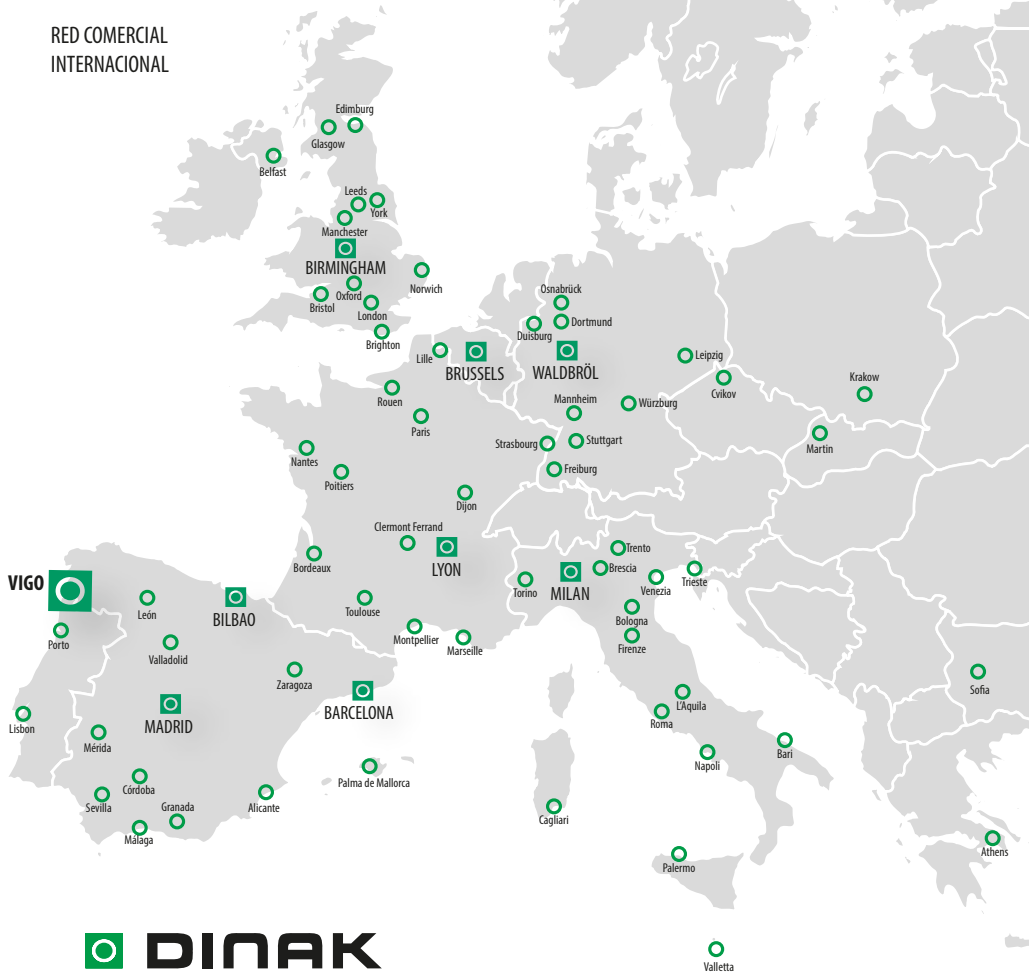 RED COMERCIAL
INTERNACIONAL
Edimburg
Glasgow
Belfast
Leeds
York
Manchester
BIRMINGHAM
Norwich
Oxford
Bristol
London
Brighton
Osnabrück
Dortmund
Duisburg
Lille
BRUSSELS
WALDBRÖL
Leipzig
Cvikov
Krakow
Rouen
Paris
Mannheim
Würzburg
Martin
Strasbourg
Stuttgart
Freiburg
Nantes
Poitiers
Dijon
Clermont Ferrand
LYON
Bordeaux
Trento
Brescia
Torino
MILAN
Venezia
Trieste
VIGO
León
BILBAO
Toulouse
Bologna
Porto
Valladolid
Montpellier
Marseille
Firenze
Zaragoza
Sofia
BARCELONA
L'Aquila
Roma
MADRID
Lisbon
Mérida
Napoli
Bari
Palma de Mallorca
Córdoba
Sevilla
Granada
Alicante
Málaga
Cagliari
Athens
Palermo
DINAK
Valletta